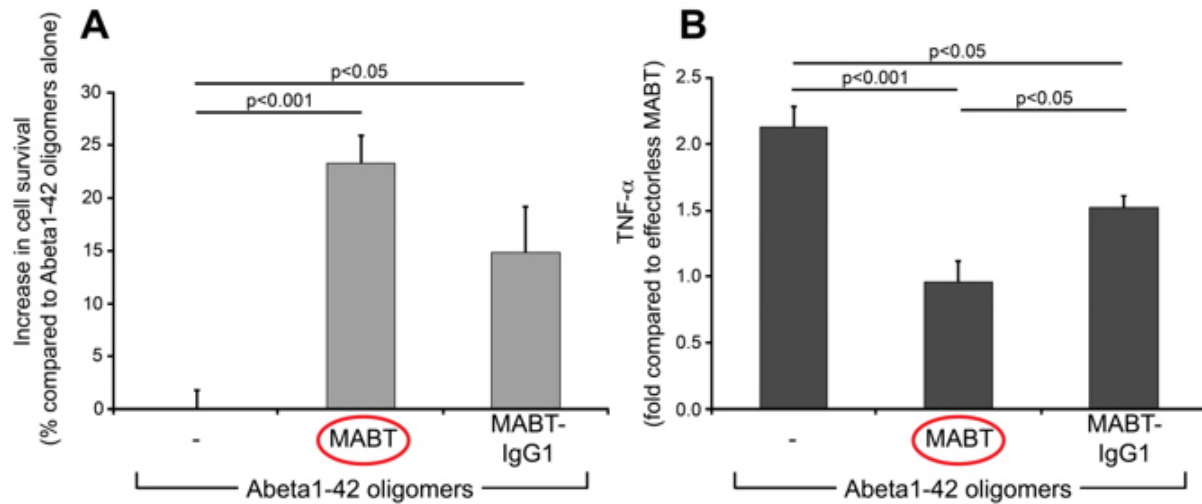 A
Increase in cell survival
(% compared to Abeta1-42 oligomers alone)
30
25
20
15
10
5
0
p<0.05
p<0.001
-
MABT
MABT-
IgG1
Abeta1-42 oligomers
B
TNF-α
(fold compared to effectorless MABT)
2.5
2.0
1.5
1.0
0.5
0.0
p<0.05
p<0.001
p<0.05
-
MABT
MABT-
IgG1
Abeta1-42 oligomers